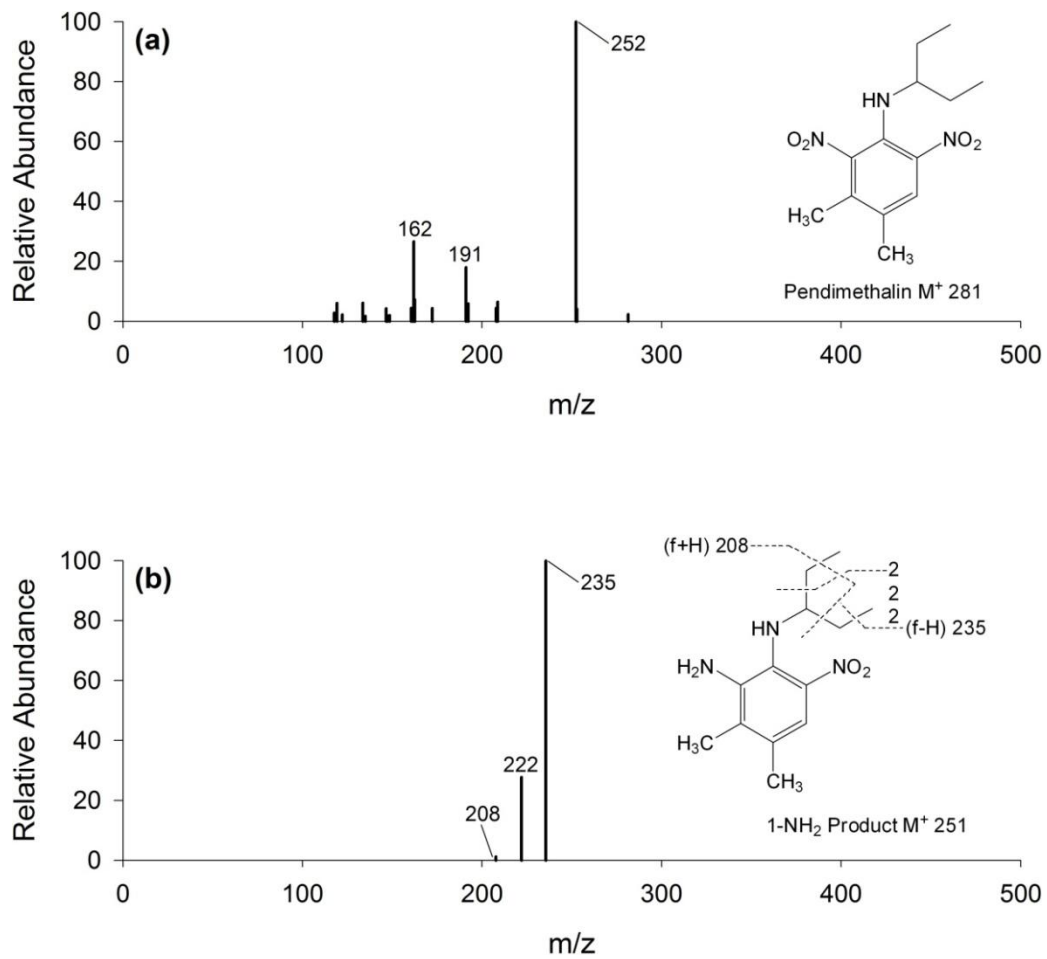 (a)
Relative Abundance
100
80
60
40
20
0
252
162
191
HN
O₂N
NO₂
H₃C
CH₃
Pendimethalin M⁺ 281
0 100 200 300 400 500
m/z
(b)
Relative Abundance
100
80
60
40
20
0
235
222
208
(f+H) 208
2
2
2
(f-H) 235
HN
H₂N
NO₂
H₃C
CH₃
1-NH₂ Product M⁺ 251
0 100 200 300 400 500
m/z